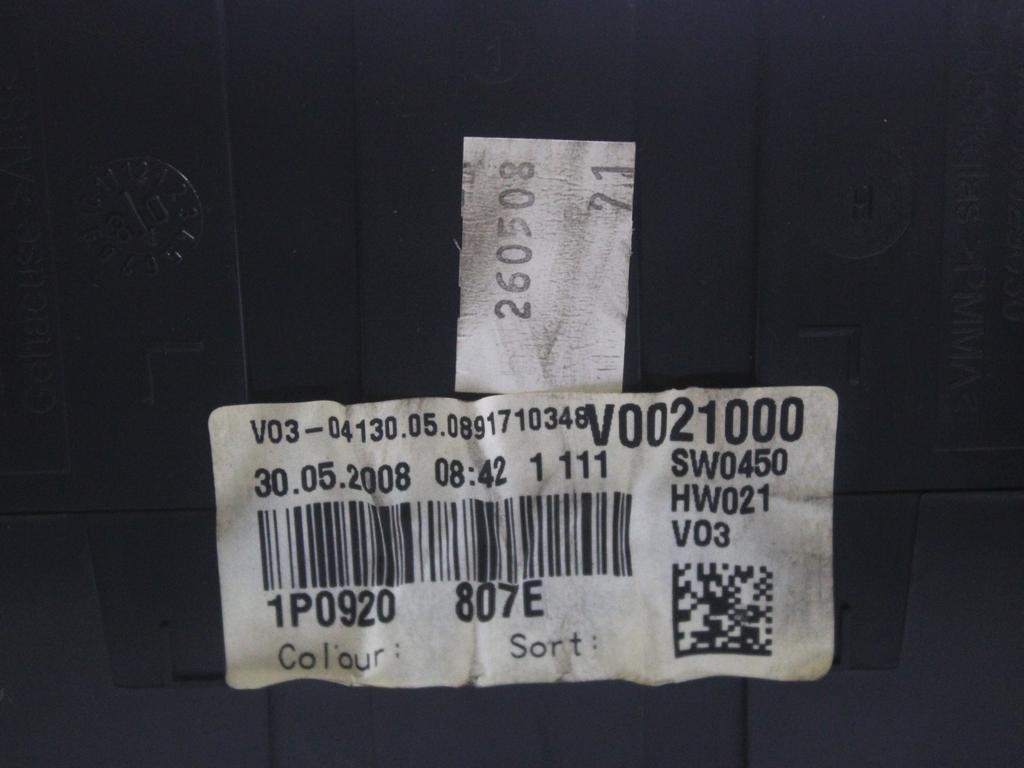 260508
71
V03-04130.05.0891710348
V0021000
30.05.2008 08:42 1 111
SW0450
HW021
V03
1P0920 807E
Colour: Sort:
>PMMA<